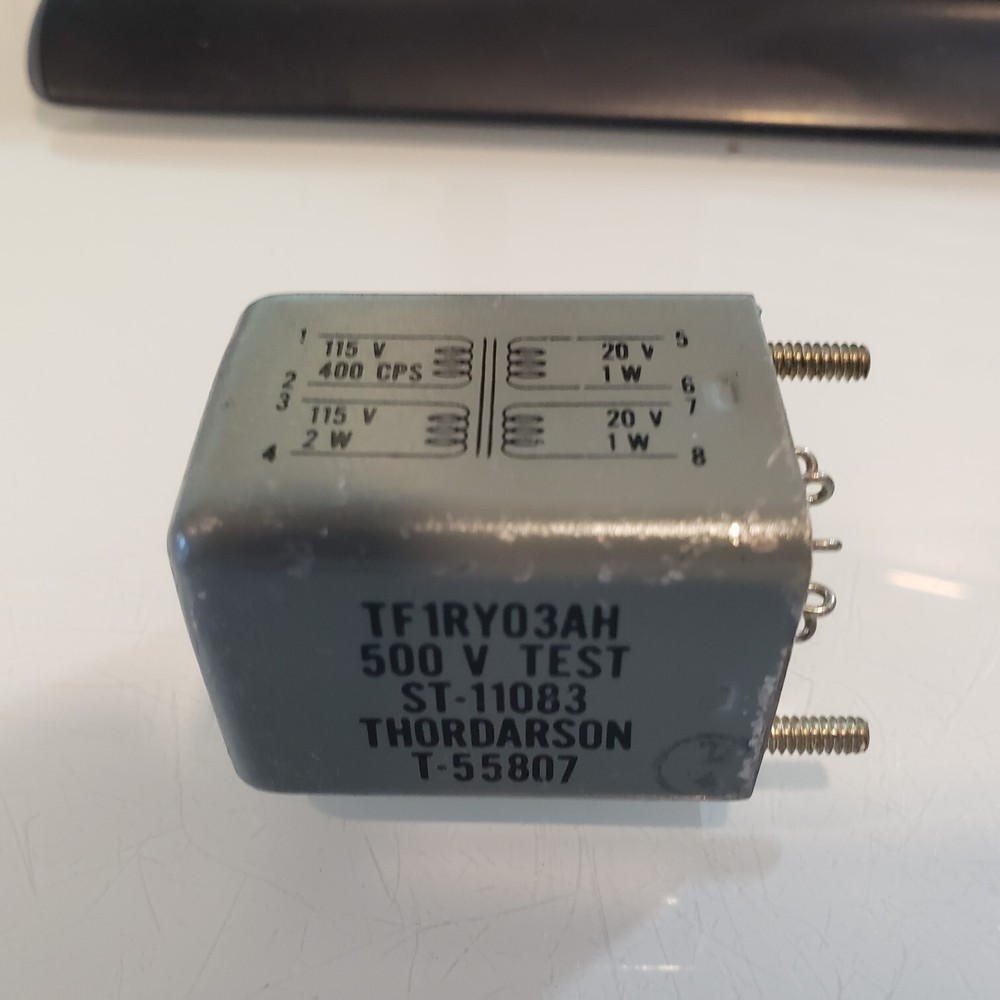 1 115 V 20 V 5
400 CPS 1 W
2 6
3 7
115 V 20 V
2 W 1 W
4 8
TF1RY03AH
500 V TEST
ST-11083
THORDARSON
T-55807